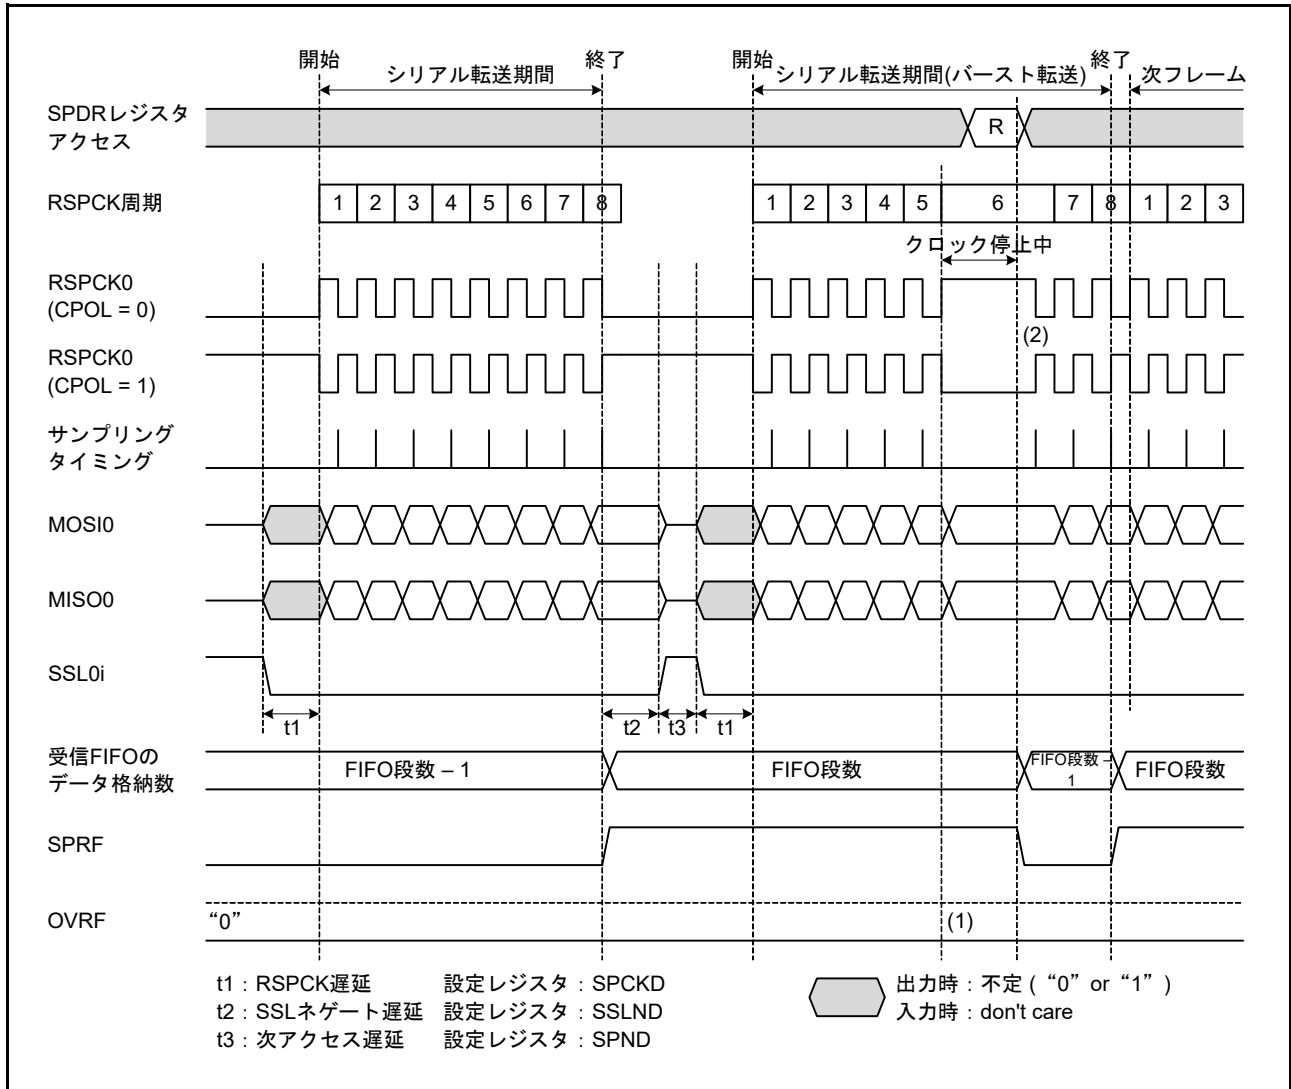 開始 シリアル転送期間 終了 開始 シリアル転送期間(バースト転送) 終了 次フレーム
SPDRレジスタ
アクセス
R
RSPCK周期
1 2 3 4 5 6 7 8 1 2 3 4 5 6 7 8 1 2 3
クロック停止中
RSPCK0
(CPOL = 0)
(2)
RSPCK0
(CPOL = 1)
サンプリング
タイミング
MOSI0
MISO0
SSL0i
t1 t2 t3 t1
受信FIFOの
データ格納数
FIFO段数 – 1 FIFO段数 FIFO段数 –
1
FIFO段数
SPRF
OVRF “0” (1)
t1：RSPCK遅延 設定レジスタ：SPCKD
t2：SSLネゲート遅延 設定レジスタ：SSLND
t3：次アクセス遅延 設定レジスタ：SPND
出力時：不定 (“0” or “1”)
入力時：don't care